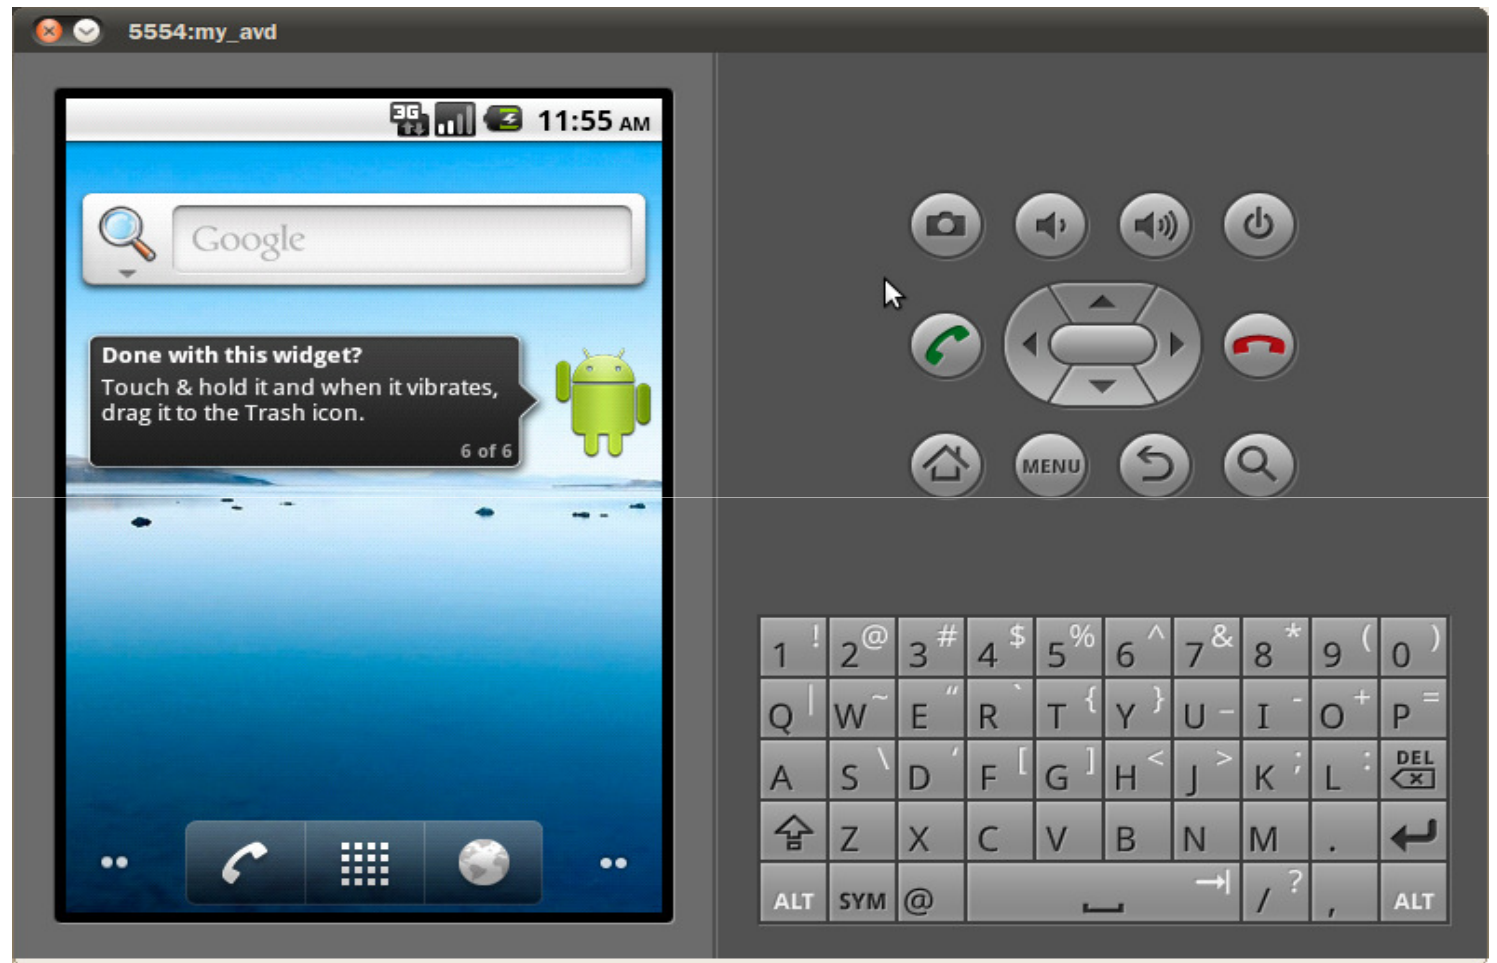 5554:my_avd
3G 11:55 AM
Google
Done with this widget?
Touch & hold it and when it vibrates,
drag it to the Trash icon.
6 of 6
MENU
1 ! 2 @ 3 # 4 $ 5 % 6 ^ 7 & 8 * 9 ( 0 )
Q | W ~ E “ R ` T { Y } U _ I - O + P =
A S \ D ‘ F [ G ] H < J > K ; L : DEL
Z X C V B N M .
ALT SYM @ / ? , ALT